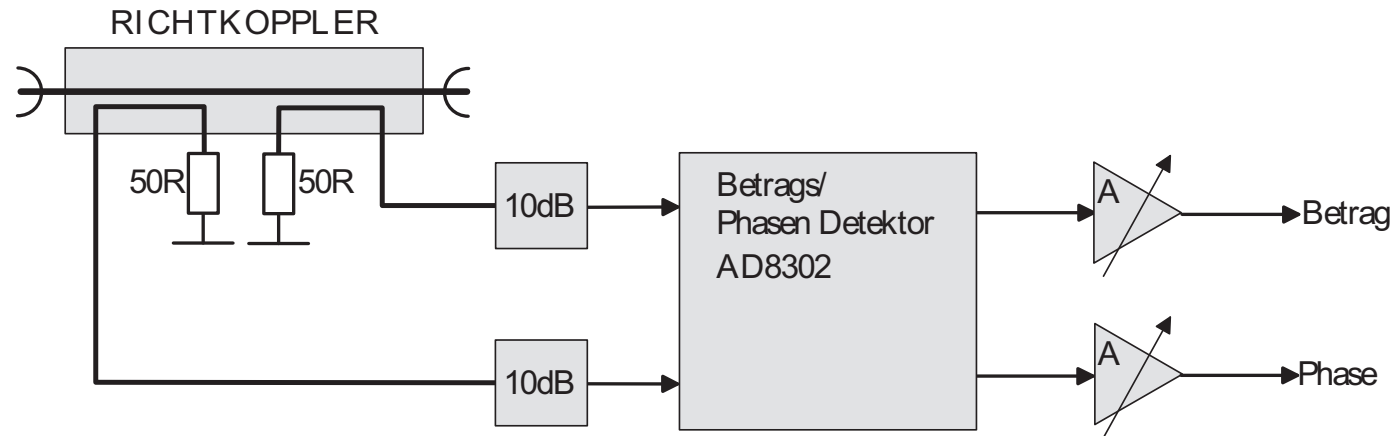 RICHTKOPPLER
50R
50R
10dB
Betrags/
Phasen Detektor
AD8302
A
Betrag
10dB
A
Phase